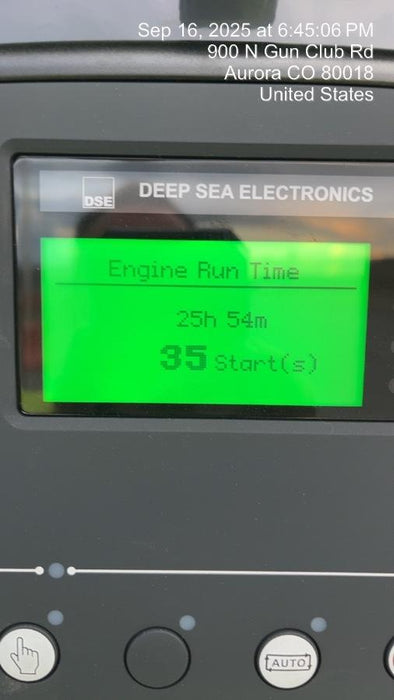 Sep 16, 2025 at 6:45:06 PM
900 N Gun Club Rd
Aurora CO 80018
United States
DSE DEEP SEA ELECTRONICS
Engine Run Time
25h 54m
35 Start(s)
AUTO